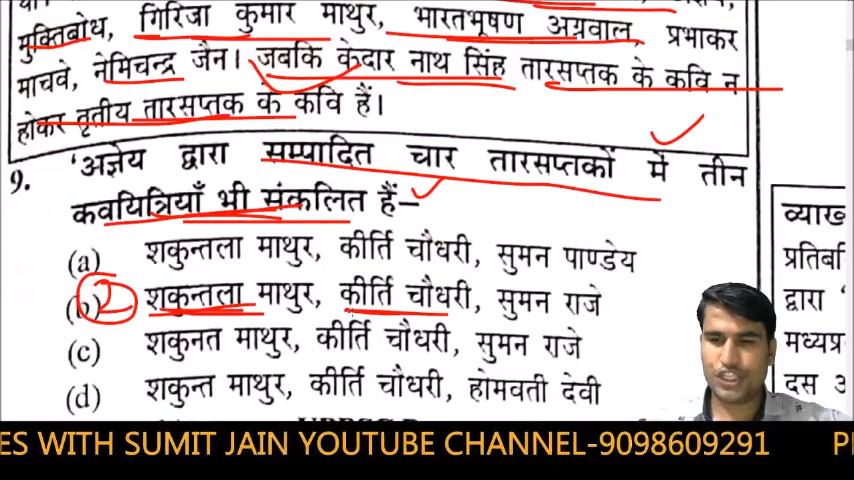 मुक्तिबोध, गिरिजा कुमार माथुर, भारतभूषण अग्रवाल, प्रभाकर
माचवे, नेमिचन्द्र जैन। जबकि केदार नाथ सिंह तारसप्तक के कवि न
होकर तृतीय तारसप्तक के कवि हैं।
9. 'अज्ञेय द्वारा सम्पादित चार तारसप्तकों में तीन
कवयित्रियाँ भी संकलित हैं–
(a) शकुन्तला माथुर, कीर्ति चौधरी, सुमन पाण्डेय
(b) शकुन्तला माथुर, कीर्ति चौधरी, सुमन राजे
(c) शकुनत माथुर, कीर्ति चौधरी, सुमन राजे
(d) शकुन्त माथुर, कीर्ति चौधरी, होमवती देवी
व्याख
प्रतिबि
द्वारा
मध्यप्र
दस
ES WITH SUMIT JAIN YOUTUBE CHANNEL-9098609291